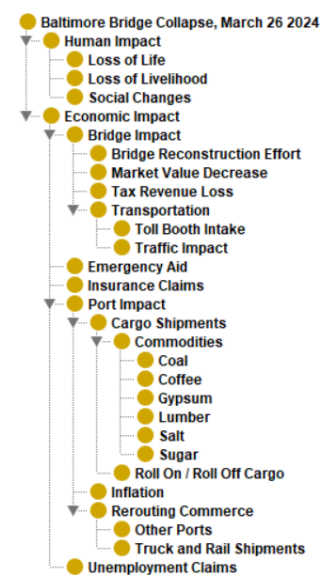 Baltimore Bridge Collapse, March 26 2024
Human Impact
Loss of Life
Loss of Livelihood
Social Changes
Economic Impact
Bridge Impact
Bridge Reconstruction Effort
Market Value Decrease
Tax Revenue Loss
Transportation
Toll Booth Intake
Traffic Impact
Emergency Aid
Insurance Claims
Port Impact
Cargo Shipments
Commodities
Coal
Coffee
Gypsum
Lumber
Salt
Sugar
Roll On / Roll Off Cargo
Inflation
Rerouting Commerce
Other Ports
Truck and Rail Shipments
Unemployment Claims